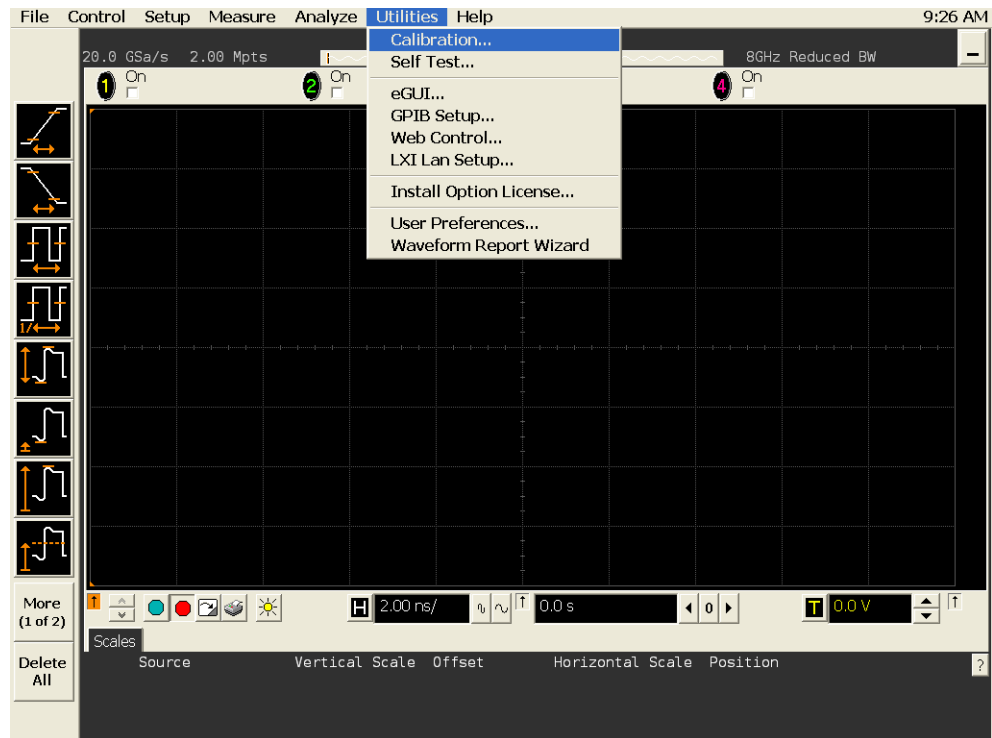 File Control Setup Measure Analyze Utilities Help 9:26 AM
20.0 GSa/s 2.00 Mpts 8GHz Reduced BW
1 On 2 On 4 On
Calibration...
Self Test...
eGUI...
GPIB Setup...
Web Control...
LXI Lan Setup...
Install Option License...
User Preferences...
Waveform Report Wizard
1/
More
(1 of 2)
Delete
All
H 2.00 ns/ 0.0 s 0 T 0.0 V
Scales
Source Vertical Scale Offset Horizontal Scale Position ?